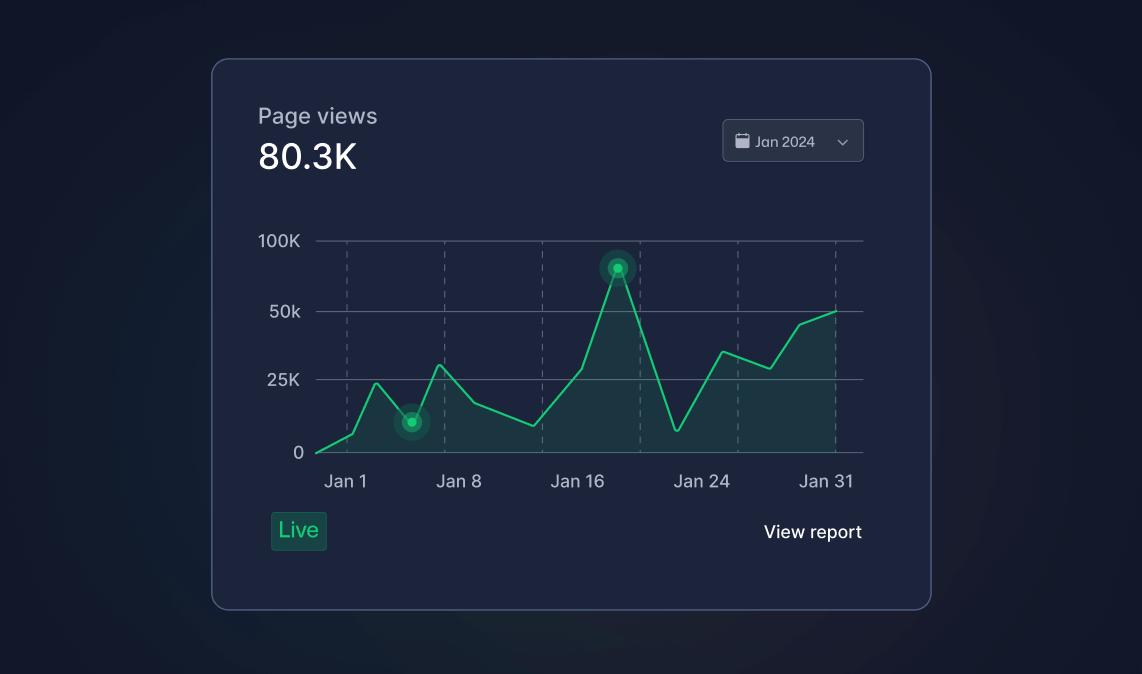 Page views
80.3K
Jan 2024
100K
50k
25K
0
Jan 1
Jan 8
Jan 16
Jan 24
Jan 31
Live
View report